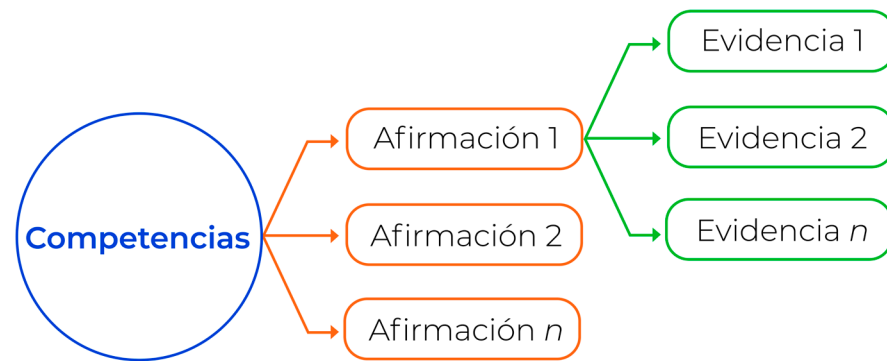 Competencias
Afirmación 1
Afirmación 2
Afirmación n
Evidencia 1
Evidencia 2
Evidencia n